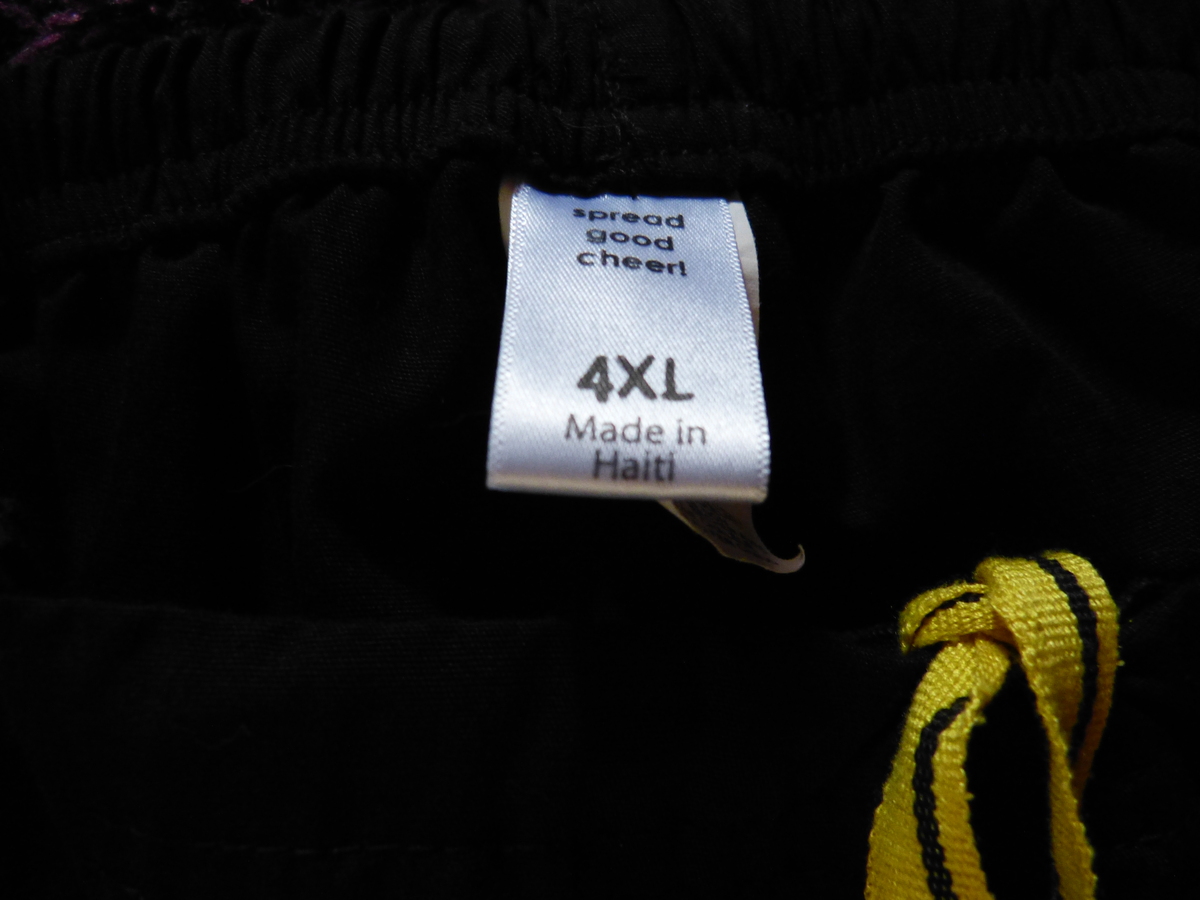 spread
good
cheer!
4XL
Made in
Haiti